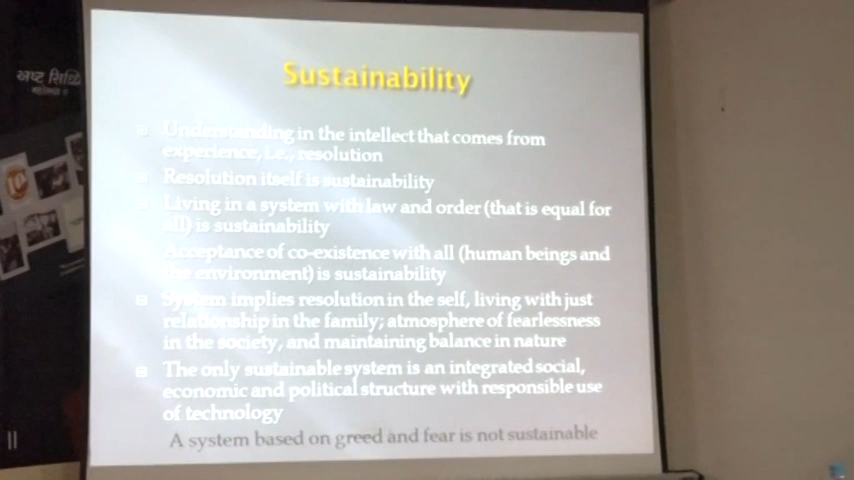 અષ્ટ સિદ્ધિ
Sustainability
Understanding in the intellect that comes from
experience, i.e., resolution
Resolution itself is sustainability
Living in a system with law and order (that is equal for
all) is sustainability
Acceptance of co-existence with all (human beings and
the environment) is sustainability
System implies resolution in the self, living with just
relationship in the family; atmosphere of fearlessness
in the society, and maintaining balance in nature
The only sustainable system is an integrated social,
economic and political structure with responsible use
of technology
A system based on greed and fear is not sustainable